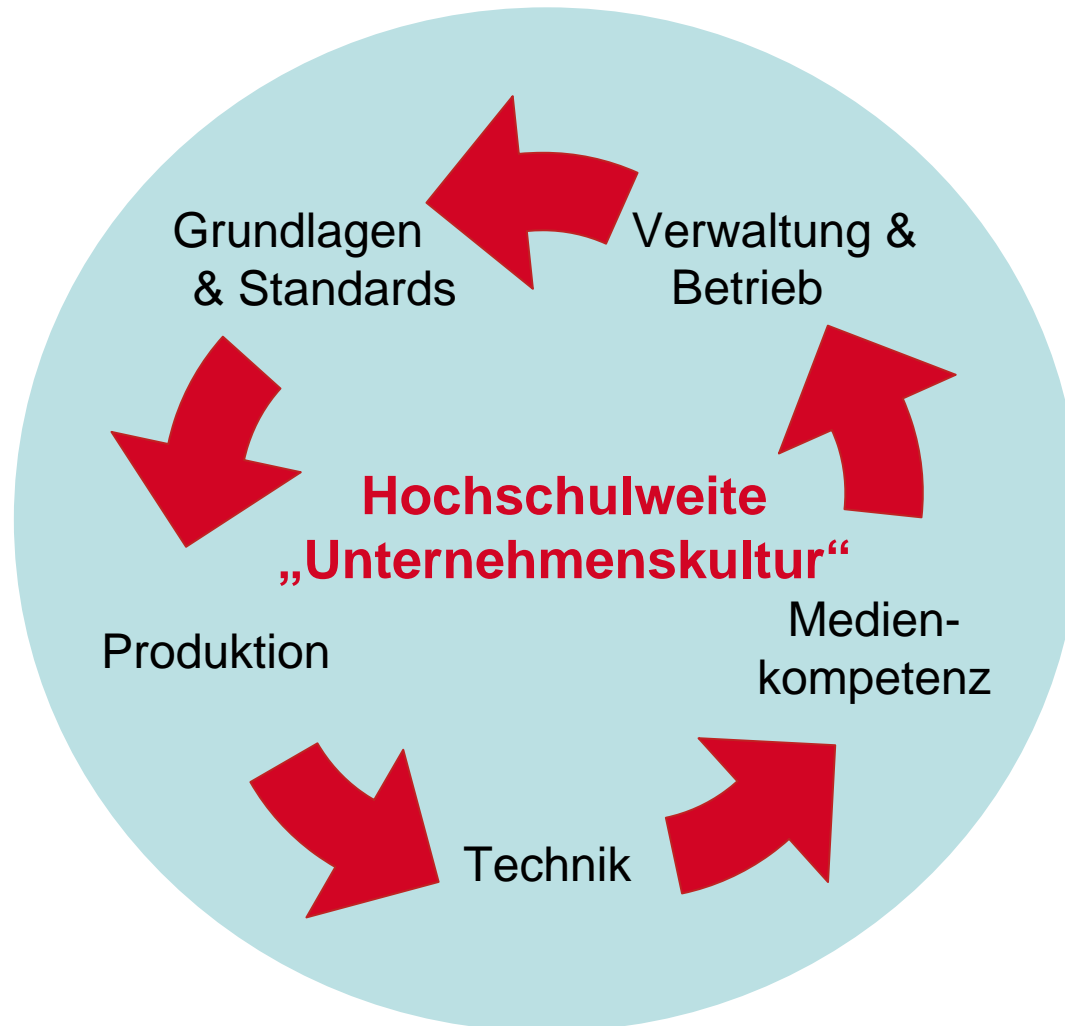 Grundlagen
& Standards
Verwaltung &
Betrieb
Hochschulweite
„Unternehmenskultur“
Produktion
Medien-
kompetenz
Technik